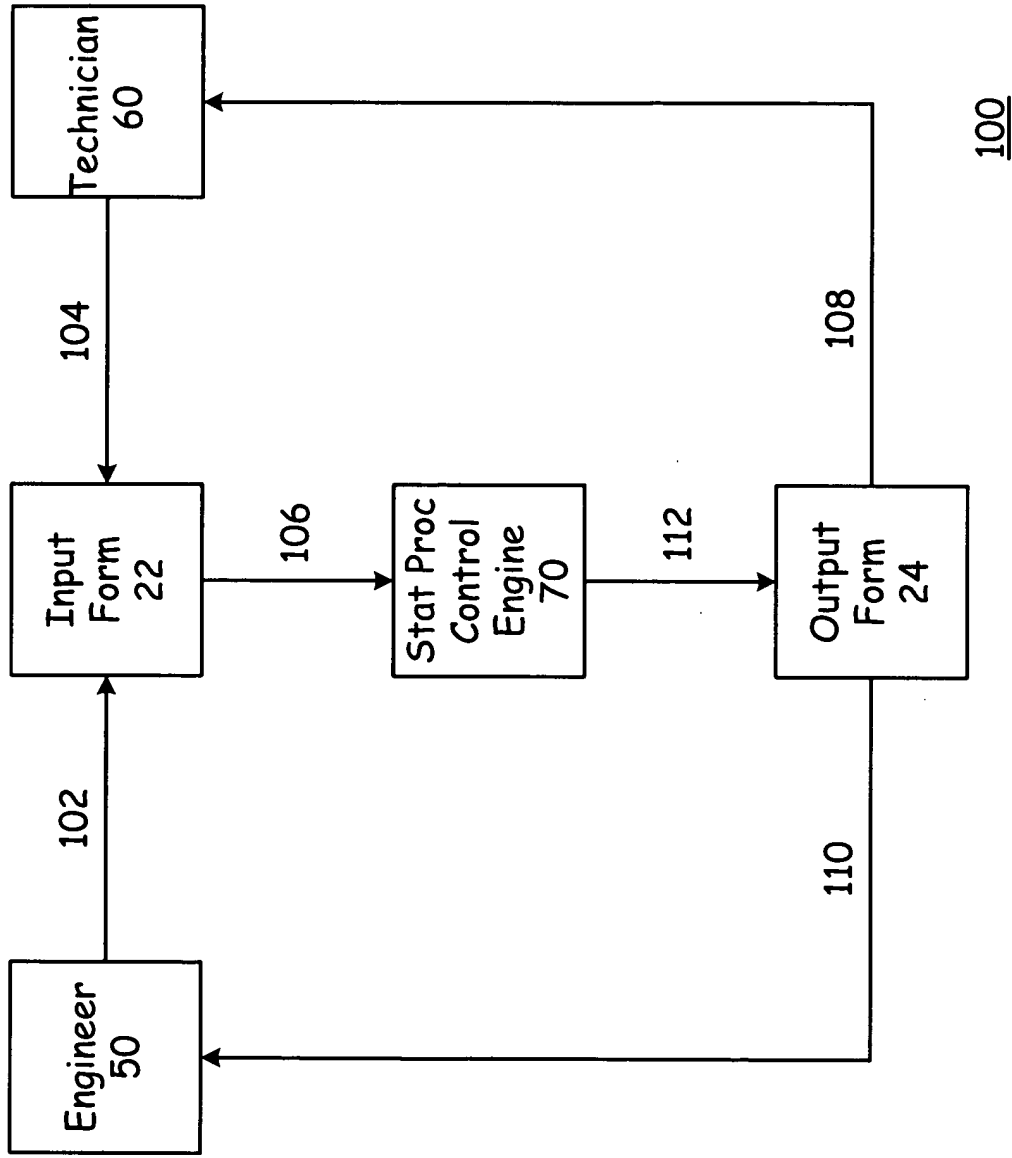 Engineer
50
102
Input
Form
22
104
Technician
60
106
Stat Proc
Control
Engine
70
112
110
Output
Form
24
108
100